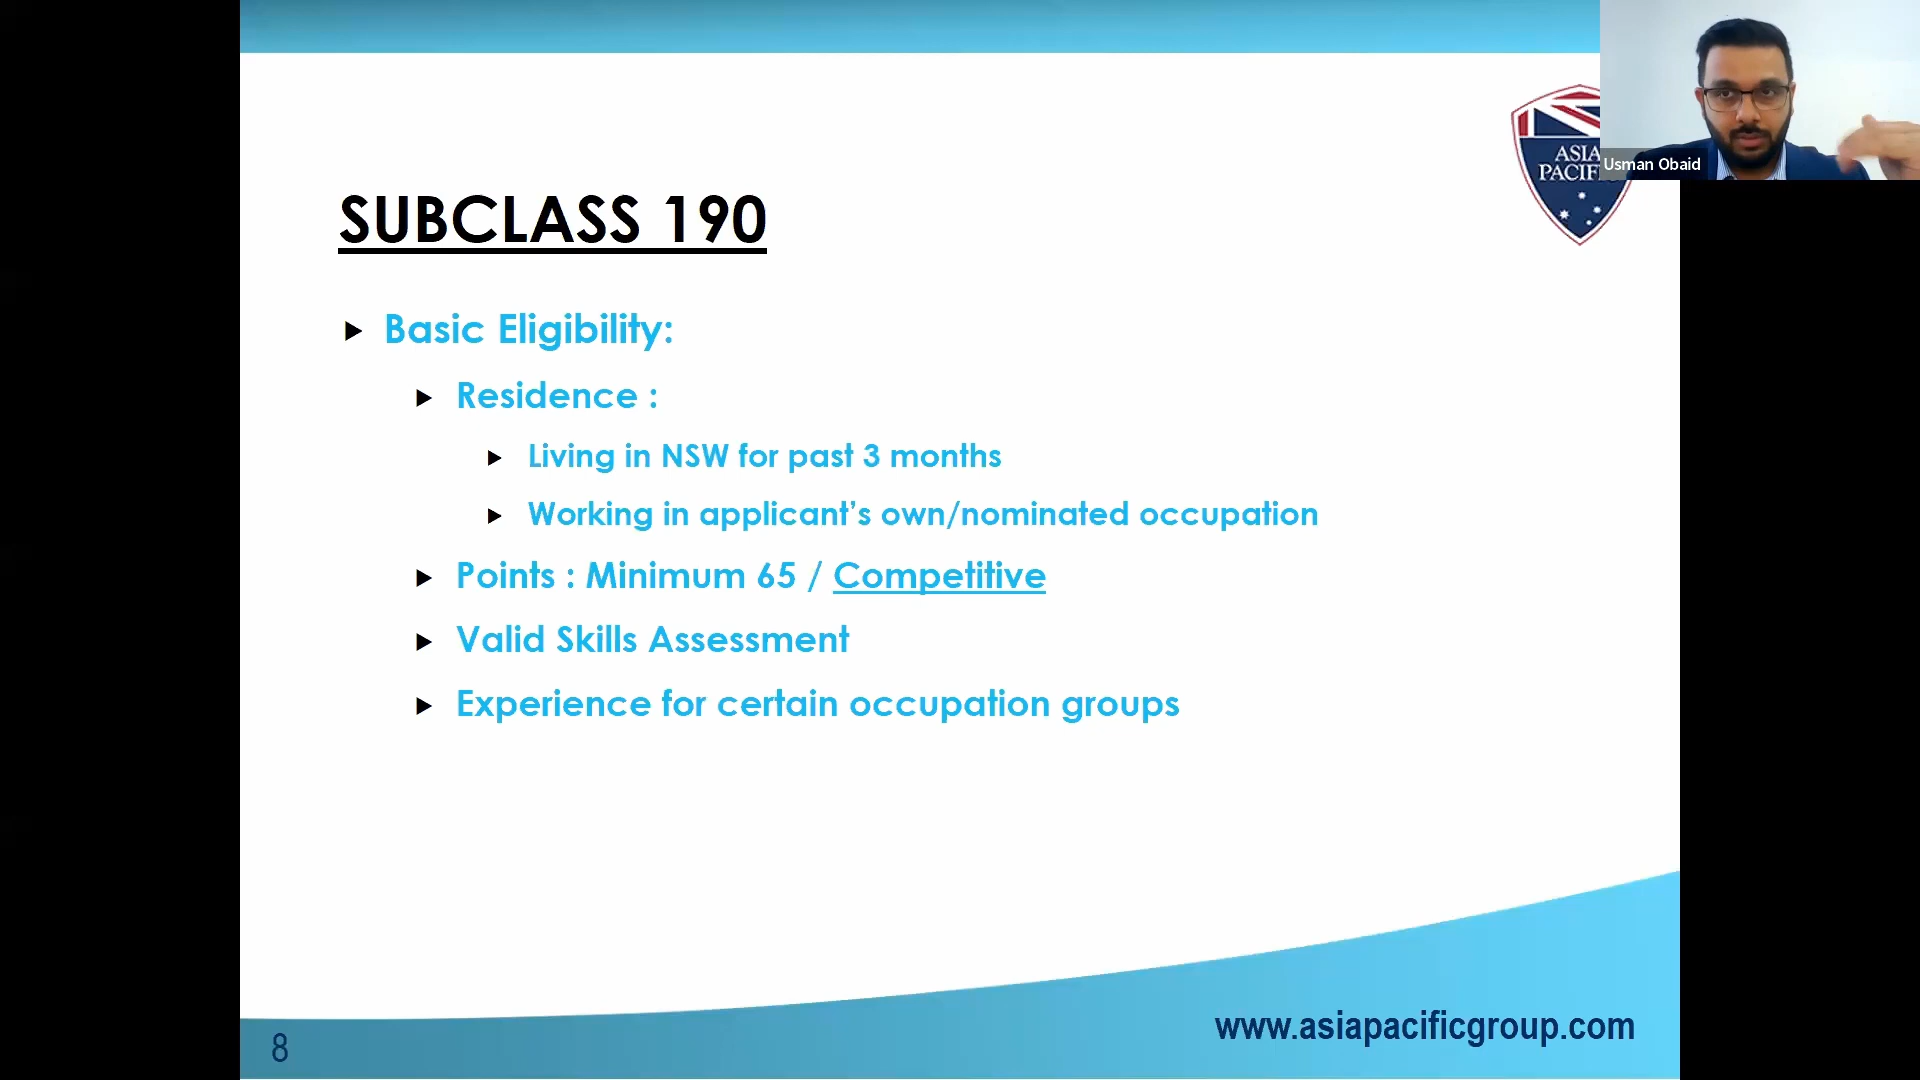 SUBCLASS 190
Basic Eligibility:
Residence :
Living in NSW for past 3 months
Working in applicant’s own/nominated occupation
Points : Minimum 65 / Competitive
Valid Skills Assessment
Experience for certain occupation groups
ASIA
Usman Obaid
www.asiapacificgroup.com
8